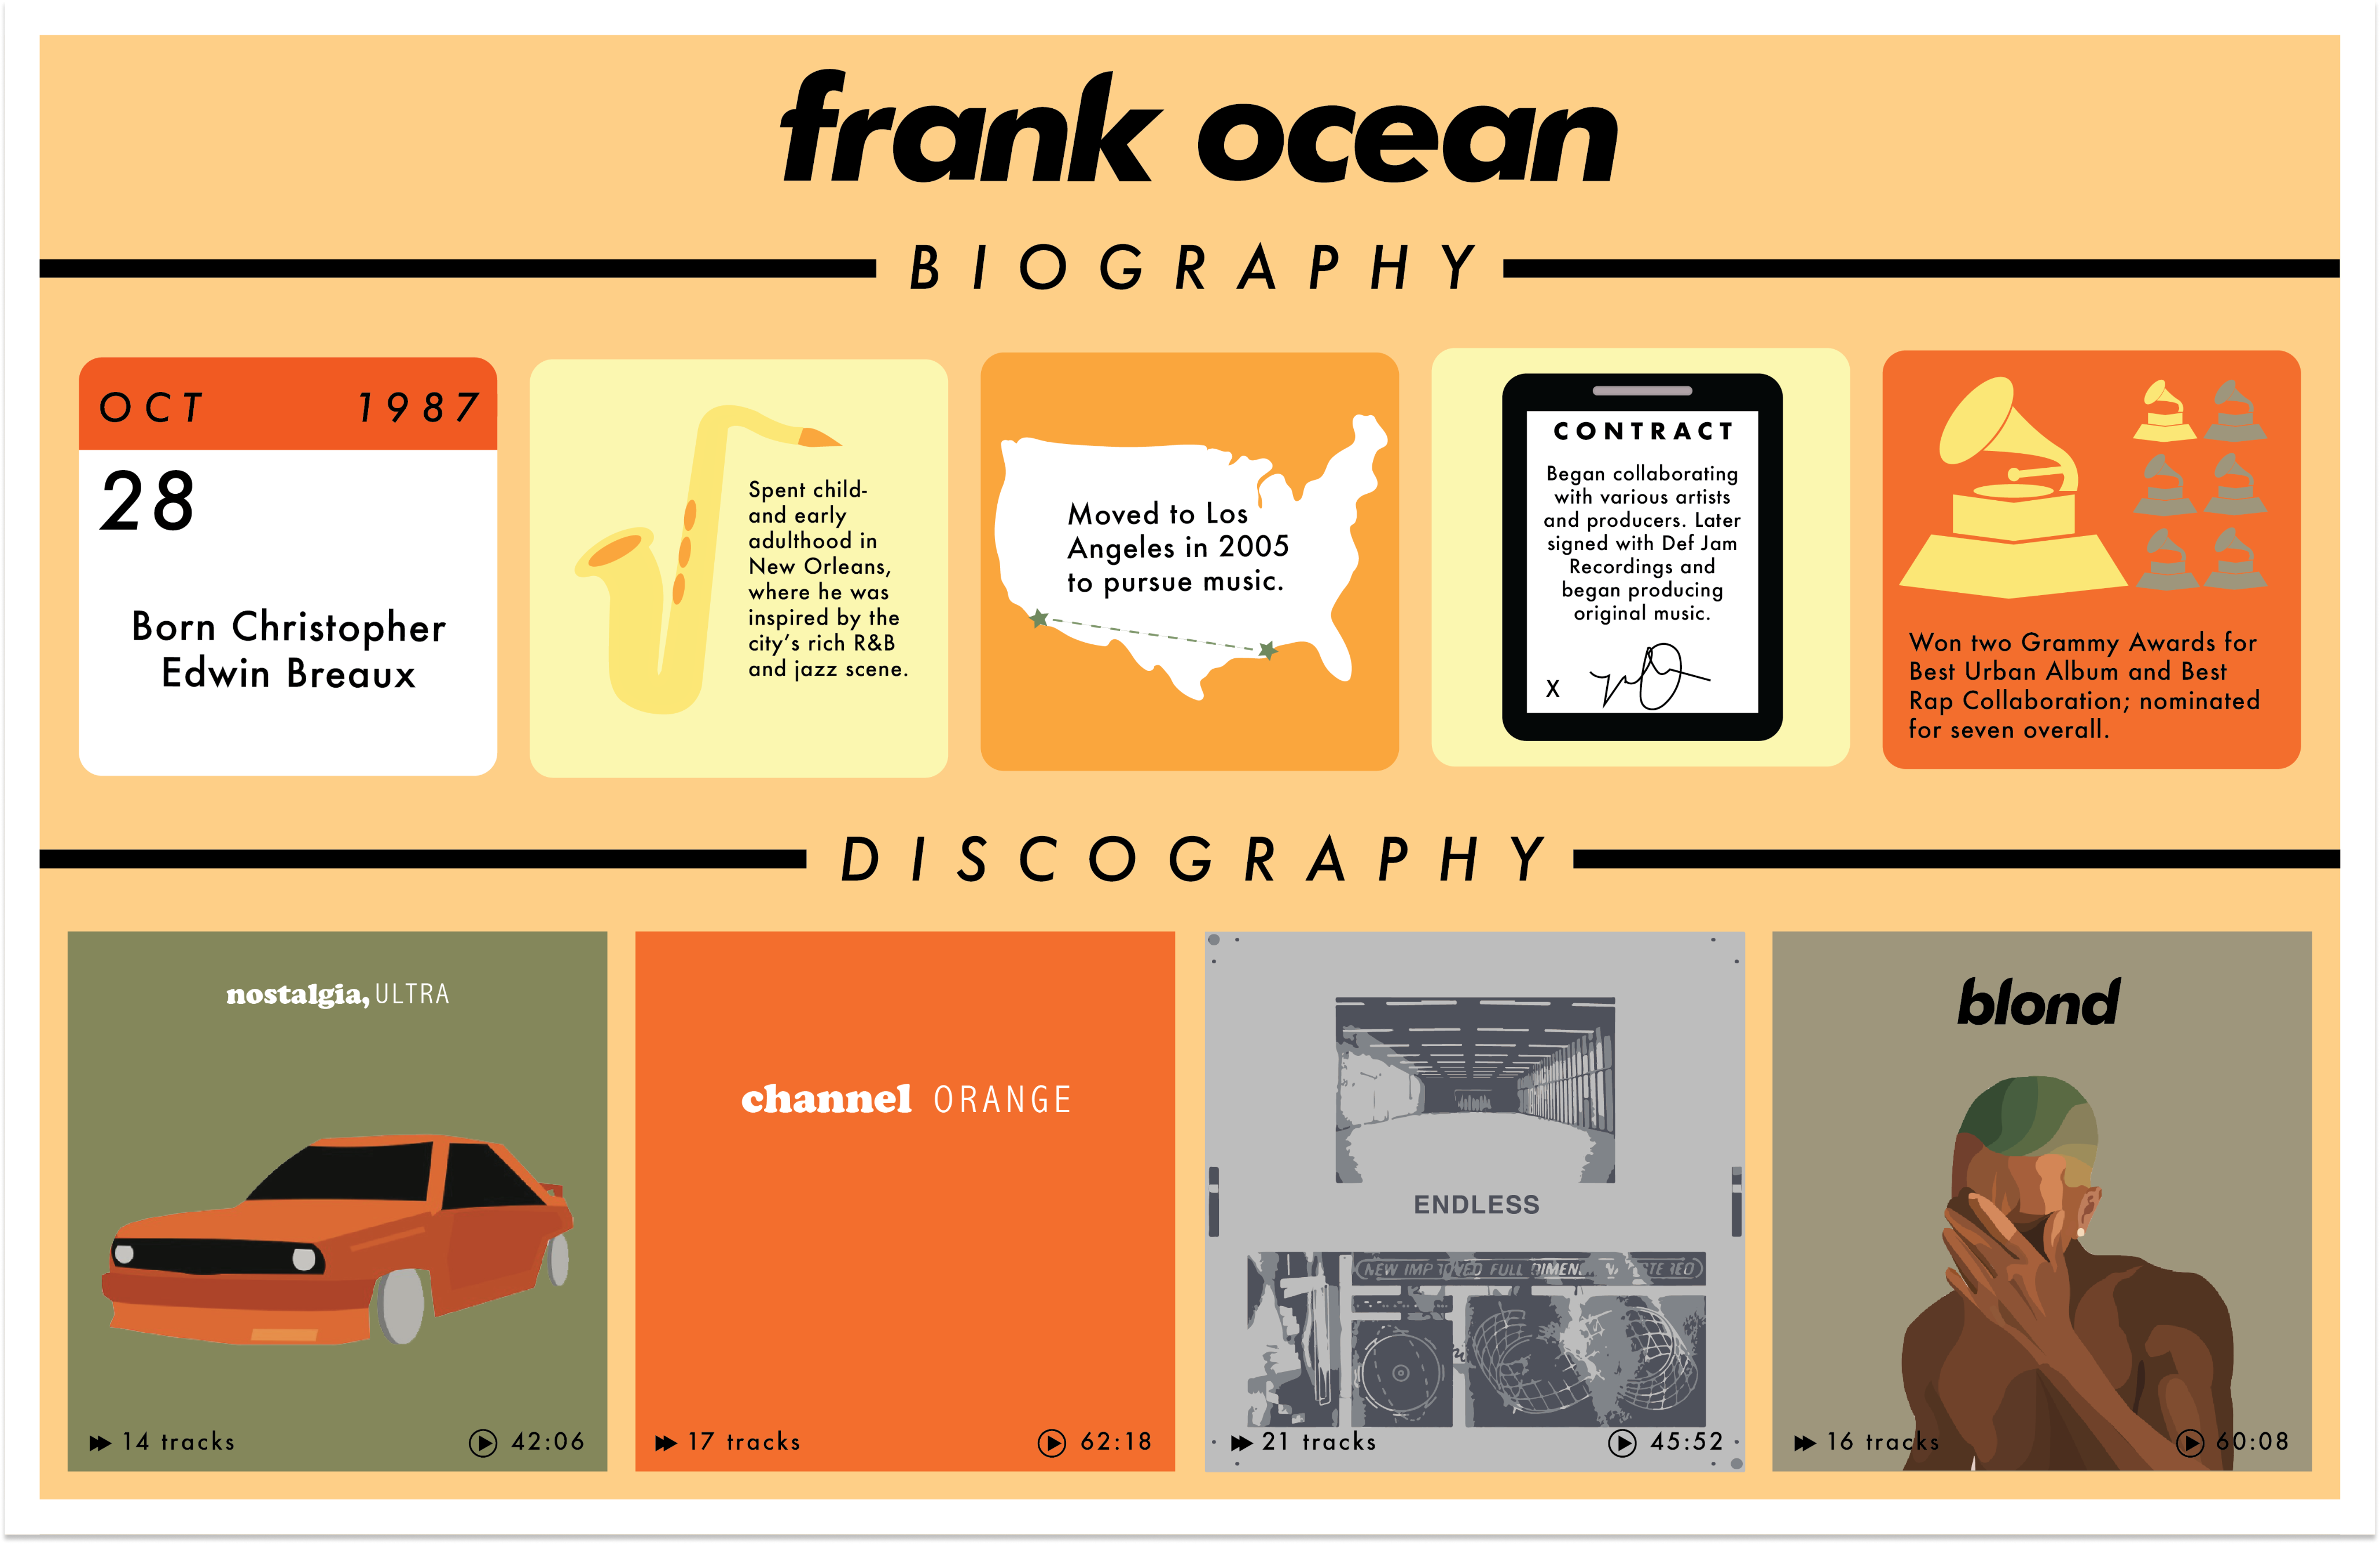 frank ocean
BIOGRAPHY
OCT 1987
28
Born Christopher
Edwin Breaux
Spent child-
and early
adulthood in
New Orleans,
where he was
inspired by the
city's rich R&B
and jazz scene.
Moved to Los
Angeles in 2005
to pursue music.
CONTRACT
Began collaborating
with various artists
and producers. Later
signed with Def Jam
Recordings and
began producing
original music.
X
Won two Grammy Awards for
Best Urban Album and Best
Rap Collaboration; nominated
for seven overall.
DISCOGRAPHY
nostalgia, ULTRA
14 tracks 42:06
channel ORANGE
17 tracks 62:18
ENDLESS
NEW IMPROVED FULL
21 tracks 45:52
blond
16 tracks 60:08